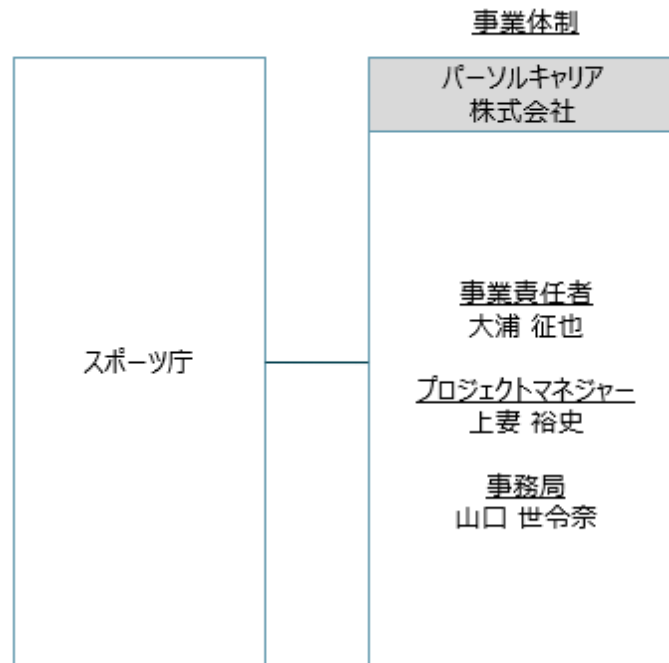 事業体制
パーソルキャリア
株式会社
スポーツ庁
事業責任者
大浦 征也
プロジェクトマネジャー
上妻 裕史
事務局
山口 世令奈